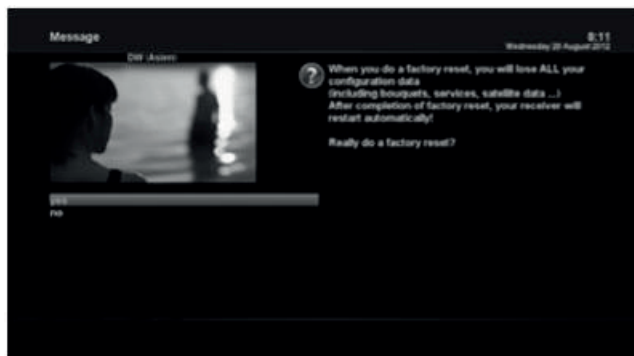 Message
8:11
Wednesday 29 August 2012
DW (Asien)
When you do a factory reset, you will lose ALL your
configuration data
(including bouquets, services, satellite data ...)
After completion of factory reset, your receiver will
restart automatically!
Really do a factory reset?
yes
no